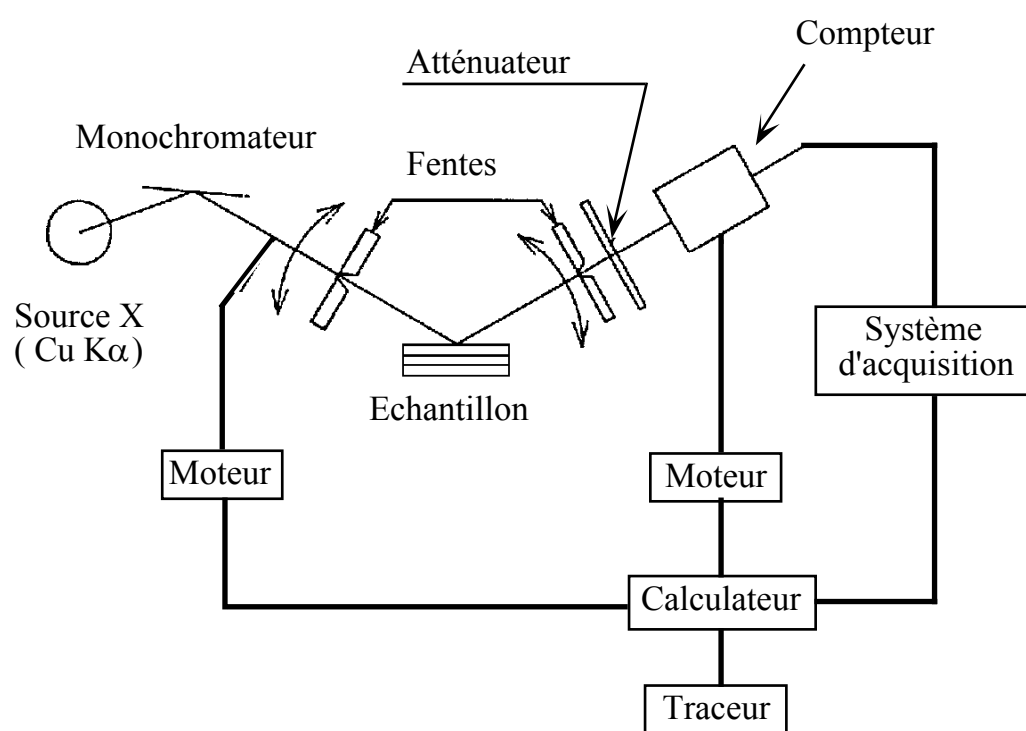 Compteur
Atténuateur
Monochromateur
Fentes
Source X
( Cu Kα)
Echantillon
Système
d'acquisition
Moteur
Moteur
Calculateur
Traceur